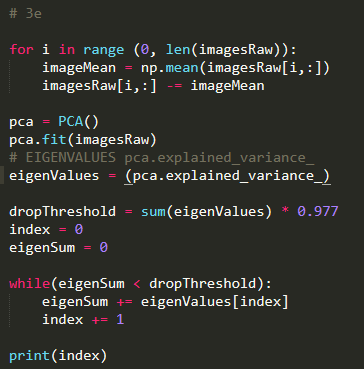 # 3e
for i in range (0, len(imagesRaw)):
imageMean = np.mean(imagesRaw[i,:])
imagesRaw[i,:] -= imageMean
pca = PCA()
pca.fit(imagesRaw)
# EIGENVALUES pca.explained_variance_
eigenValues = (pca.explained_variance_)
dropThreshold = sum(eigenValues) * 0.977
index = 0
eigenSum = 0
while(eigenSum < dropThreshold):
eigenSum += eigenValues[index]
index += 1
print(index)